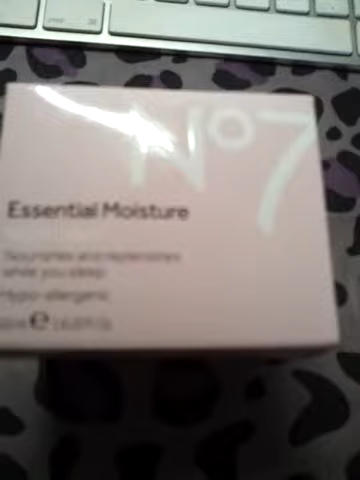 No7
Essential Moisture
Nourishes and replenishes
while you sleep
Hypo-allergenic
e